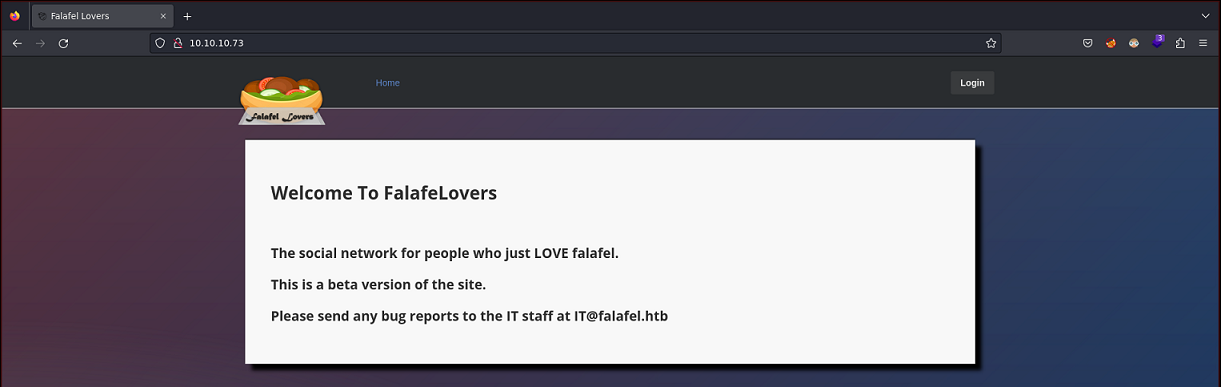 Falafel Lovers
10.10.10.73
3
Home
Login
Falafel Lovers
Welcome To FalafeLovers
The social network for people who just LOVE falafel.
This is a beta version of the site.
Please send any bug reports to the IT staff at IT@falafel.htb